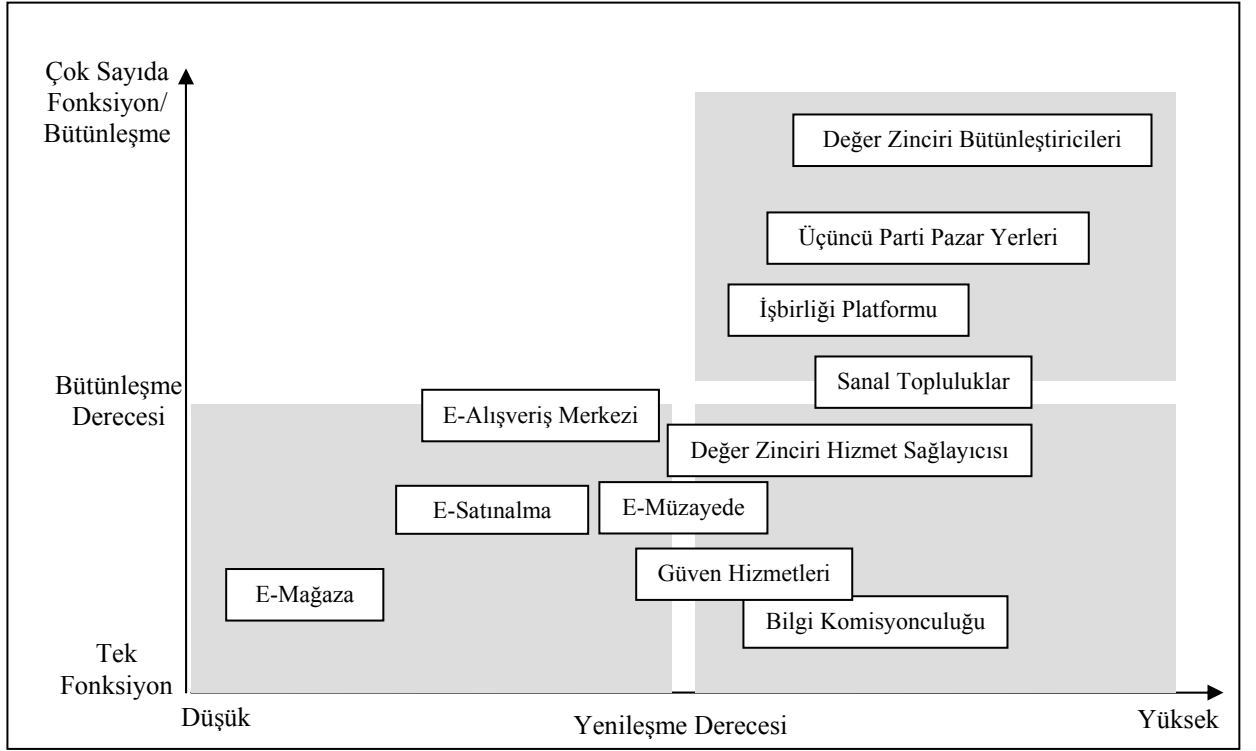 Çok Sayıda
Fonksiyon/
Bütünleşme
Değer Zinciri Bütünleştiricileri
Üçüncü Parti Pazar Yerleri
İşbirliği Platformu
Sanal Topluluklar
Bütünleşme
Derecesi
E-Alışveriş Merkezi
Değer Zinciri Hizmet Sağlayıcısı
E-Satınalma
E-Müzayede
Güven Hizmetleri
E-Mağaza
Bilgi Komisyonculuğu
Tek
Fonksiyon
Düşük
Yenileşme Derecesi
Yüksek